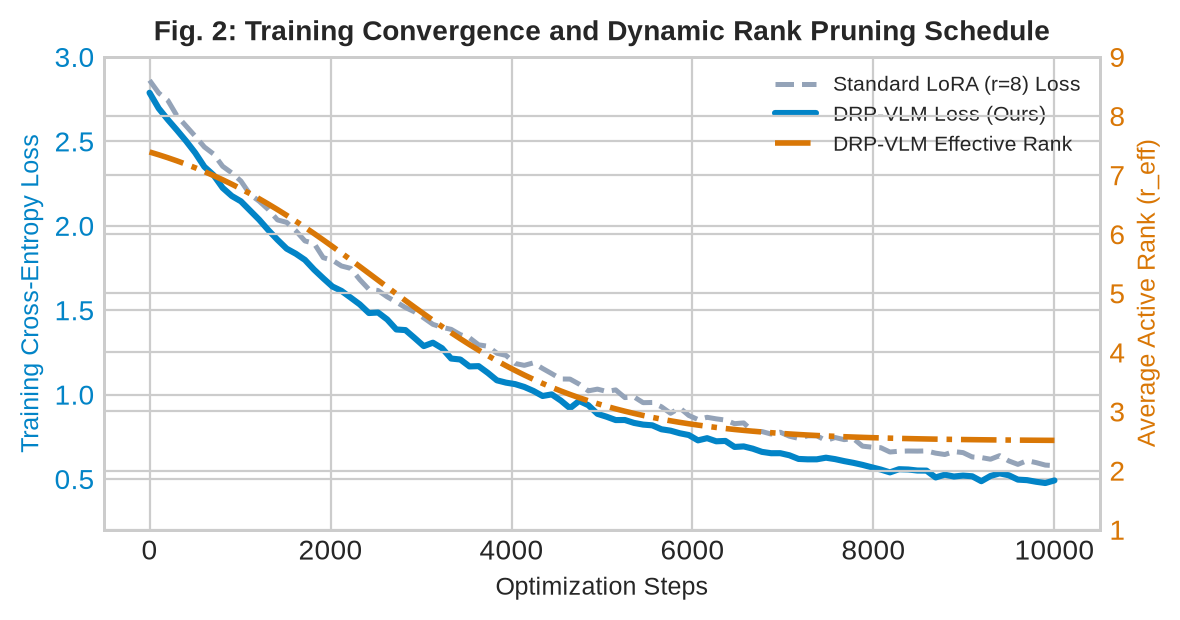 Fig. 2: Training Convergence and Dynamic Rank Pruning Schedule
3.0
2.5
2.0
1.5
1.0
0.5
Training Cross-Entropy Loss
Standard LoRA (r=8) Loss
DRP-VLM Loss (Ours)
DRP-VLM Effective Rank
9
8
7
6
5
4
3
2
1
Average Active Rank (r_eff)
0 2000 4000 6000 8000 10000
Optimization Steps